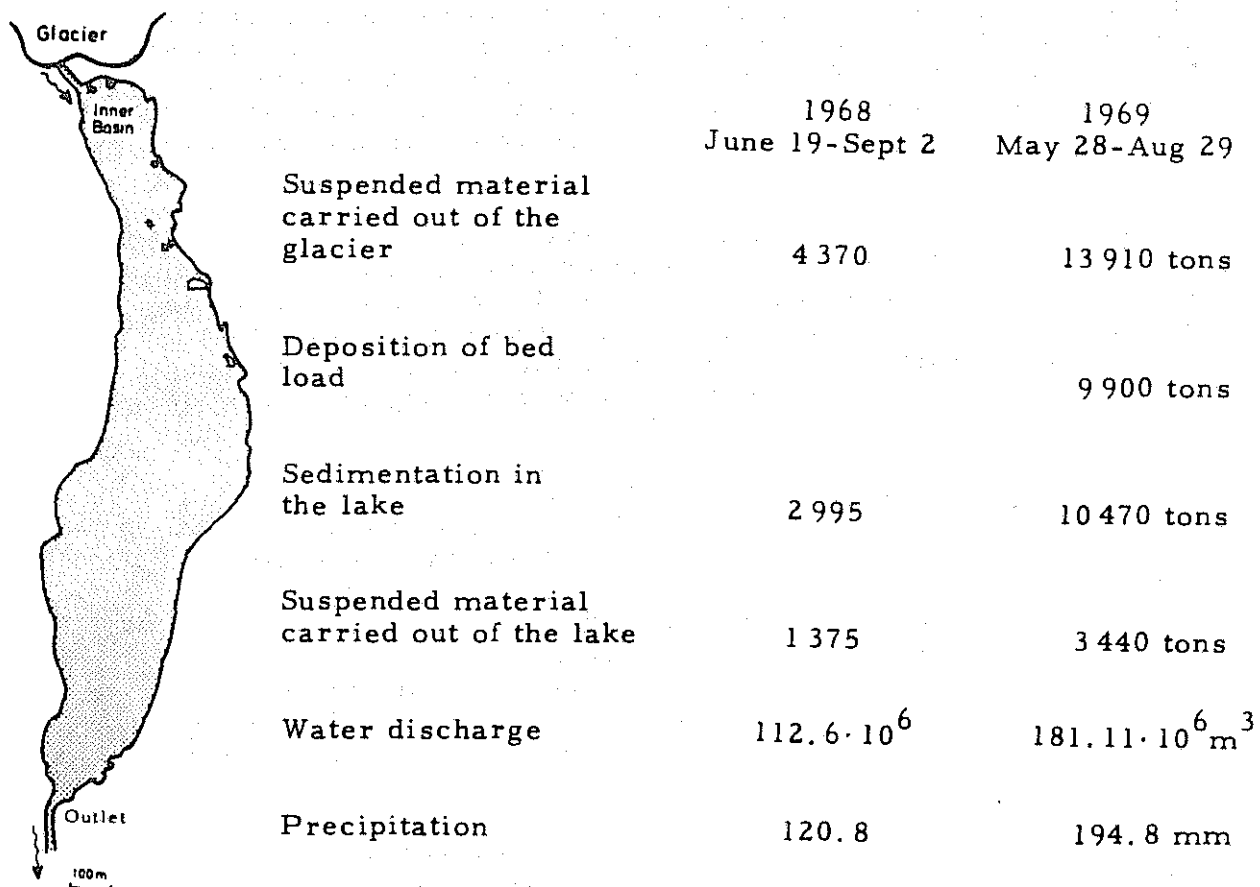 Glacier
Inner
Basin
1968 1969
June 19-Sept 2 May 28-Aug 29
Suspended material
carried out of the
glacier 4 370 13 910 tons
Deposition of bed
load 9 900 tons
Sedimentation in
the lake 2 995 10 470 tons
Suspended material
carried out of the lake 1 375 3 440 tons
Water discharge 112.6·10⁶ 181.11·10⁶m³
Precipitation 120.8 194.8 mm
Outlet
100m